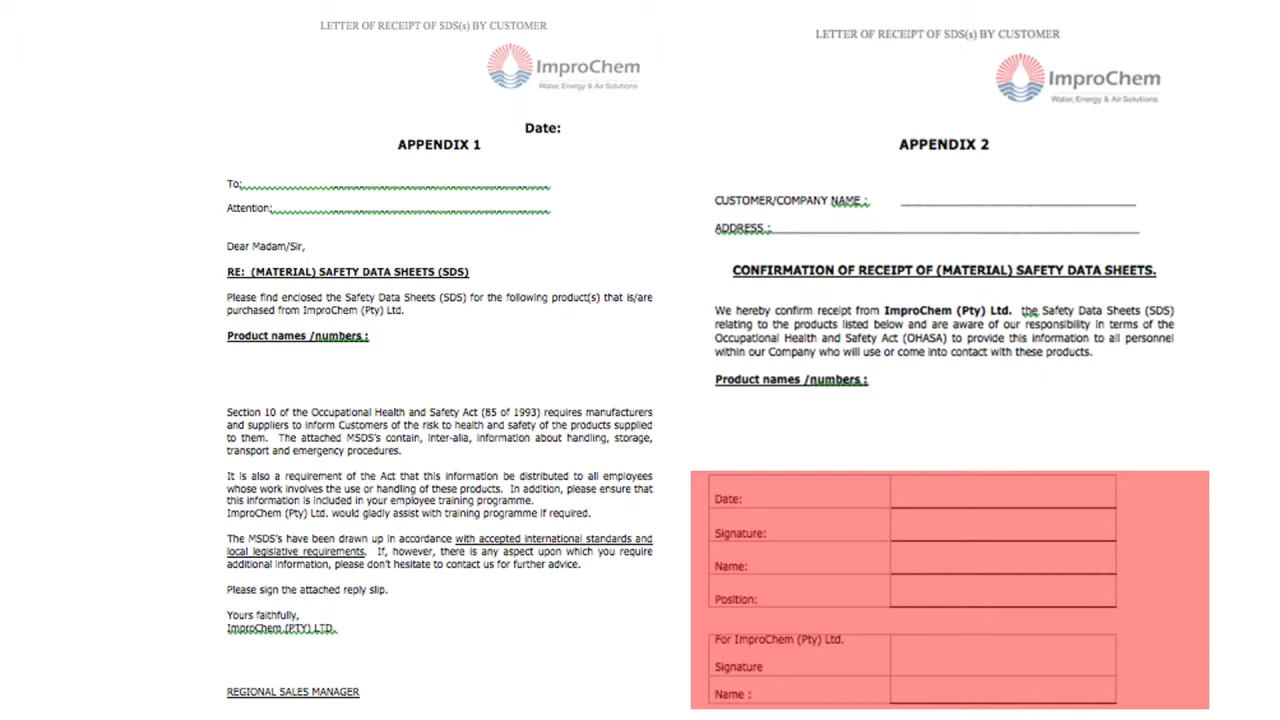 LETTER OF RECEIPT OF SDS(s) BY CUSTOMER
ImproChem
Water, Energy & Air Solutions
Date:
APPENDIX 1
To:
Attention:
Dear Madam/Sir,
RE: (MATERIAL) SAFETY DATA SHEETS (SDS)
Please find enclosed the Safety Data Sheets (SDS) for the following product(s) that is/are
purchased from ImproChem (Pty) Ltd.
Product names /numbers :
Section 10 of the Occupational Health and Safety Act (85 of 1993) requires manufacturers
and suppliers to inform Customers of the risk to health and safety of the products supplied
to them. The attached MSDS's contain, inter-alia, information about handling, storage,
transport and emergency procedures.
It is also a requirement of the Act that this information be distributed to all employees
whose work involves the use or handling of these products. In addition, please ensure that
this information is included in your employee training programme.
ImproChem (Pty) Ltd. would gladly assist with training programme if required.
The MSDS's have been drawn up in accordance with accepted international standards and
local legislative requirements. If, however, there is any aspect upon which you require
additional information, please don't hesitate to contact us for further advice.
Please sign the attached reply slip.
Yours faithfully,
ImproChem (PTY) LTD.
REGIONAL SALES MANAGER
LETTER OF RECEIPT OF SDS(s) BY CUSTOMER
ImproChem
Water, Energy & Air Solutions
APPENDIX 2
CUSTOMER/COMPANY NAME :
ADDRESS :
CONFIRMATION OF RECEIPT OF (MATERIAL) SAFETY DATA SHEETS.
We hereby confirm receipt from ImproChem (Pty) Ltd. the Safety Data Sheets (SDS)
relating to the products listed below and are aware of our responsibility in terms of the
Occupational Health and Safety Act (OHASA) to provide this information to all personnel
within our Company who will use or come into contact with these products.
Product names /numbers :
Date:
Signature:
Name:
Position:
For ImproChem (Pty) Ltd.
Signature
Name :